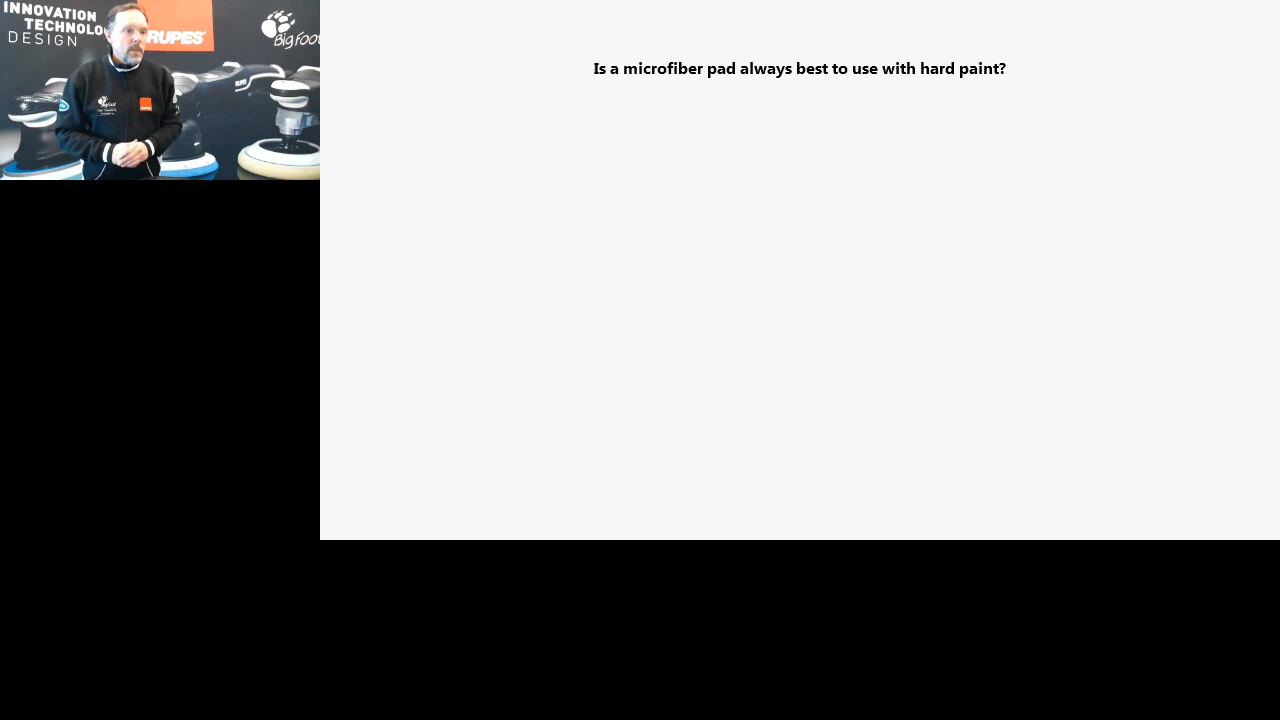 INNOVATION
TECHNOLO
DESIGN
RUPES
BigFoot
Is a microfiber pad always best to use with hard paint?